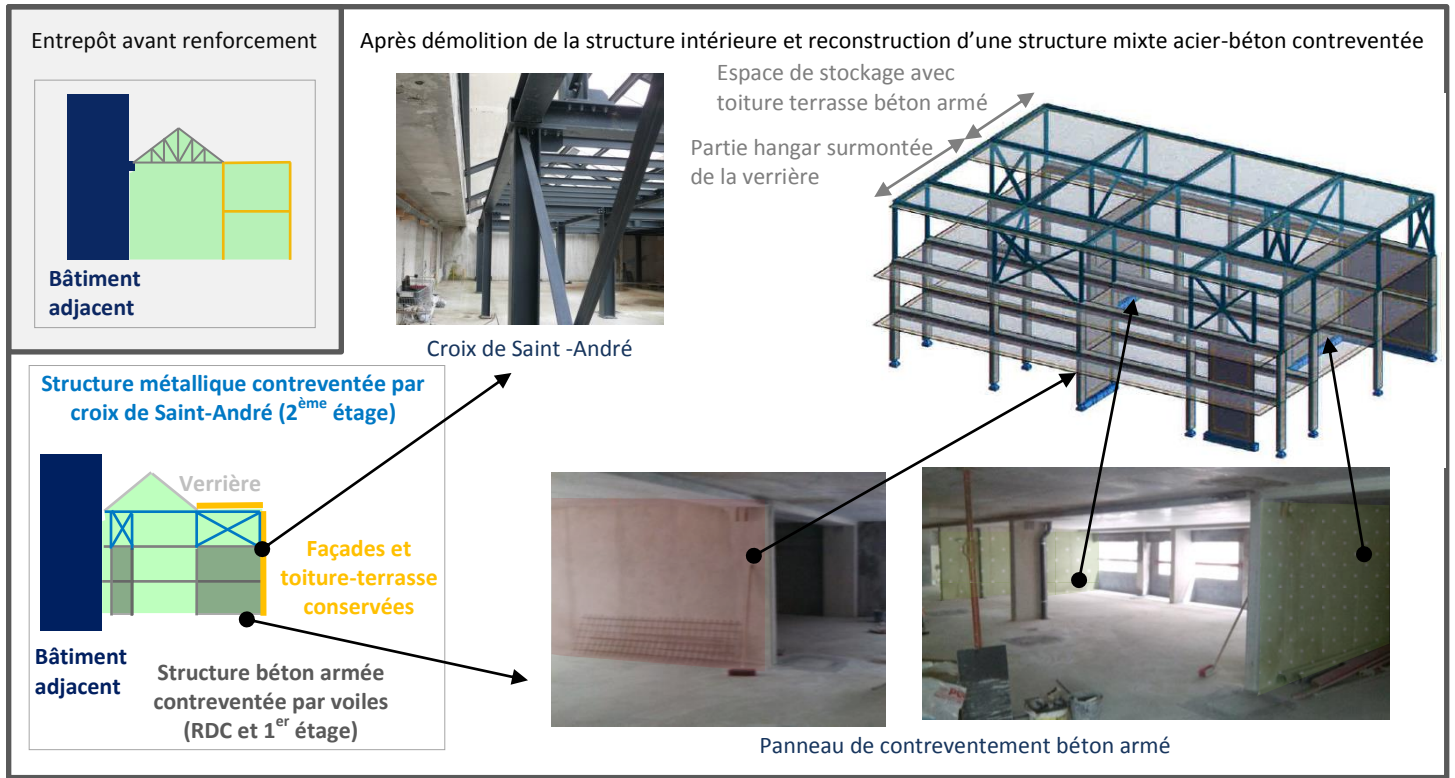 Entrepôt avant renforcement
Bâtiment
adjacent
Après démolition de la structure intérieure et reconstruction d’une structure mixte acier-béton contreventée
Espace de stockage avec
toiture terrasse béton armé
Partie hangar surmontée
de la verrière
Croix de Saint -André
Structure métallique contreventée par
croix de Saint-André (2ème étage)
Verrière
Façades et
toiture-terrasse
conservées
Bâtiment
adjacent
Structure béton armée
contreventée par voiles
(RDC et 1er étage)
Panneau de contreventement béton armé